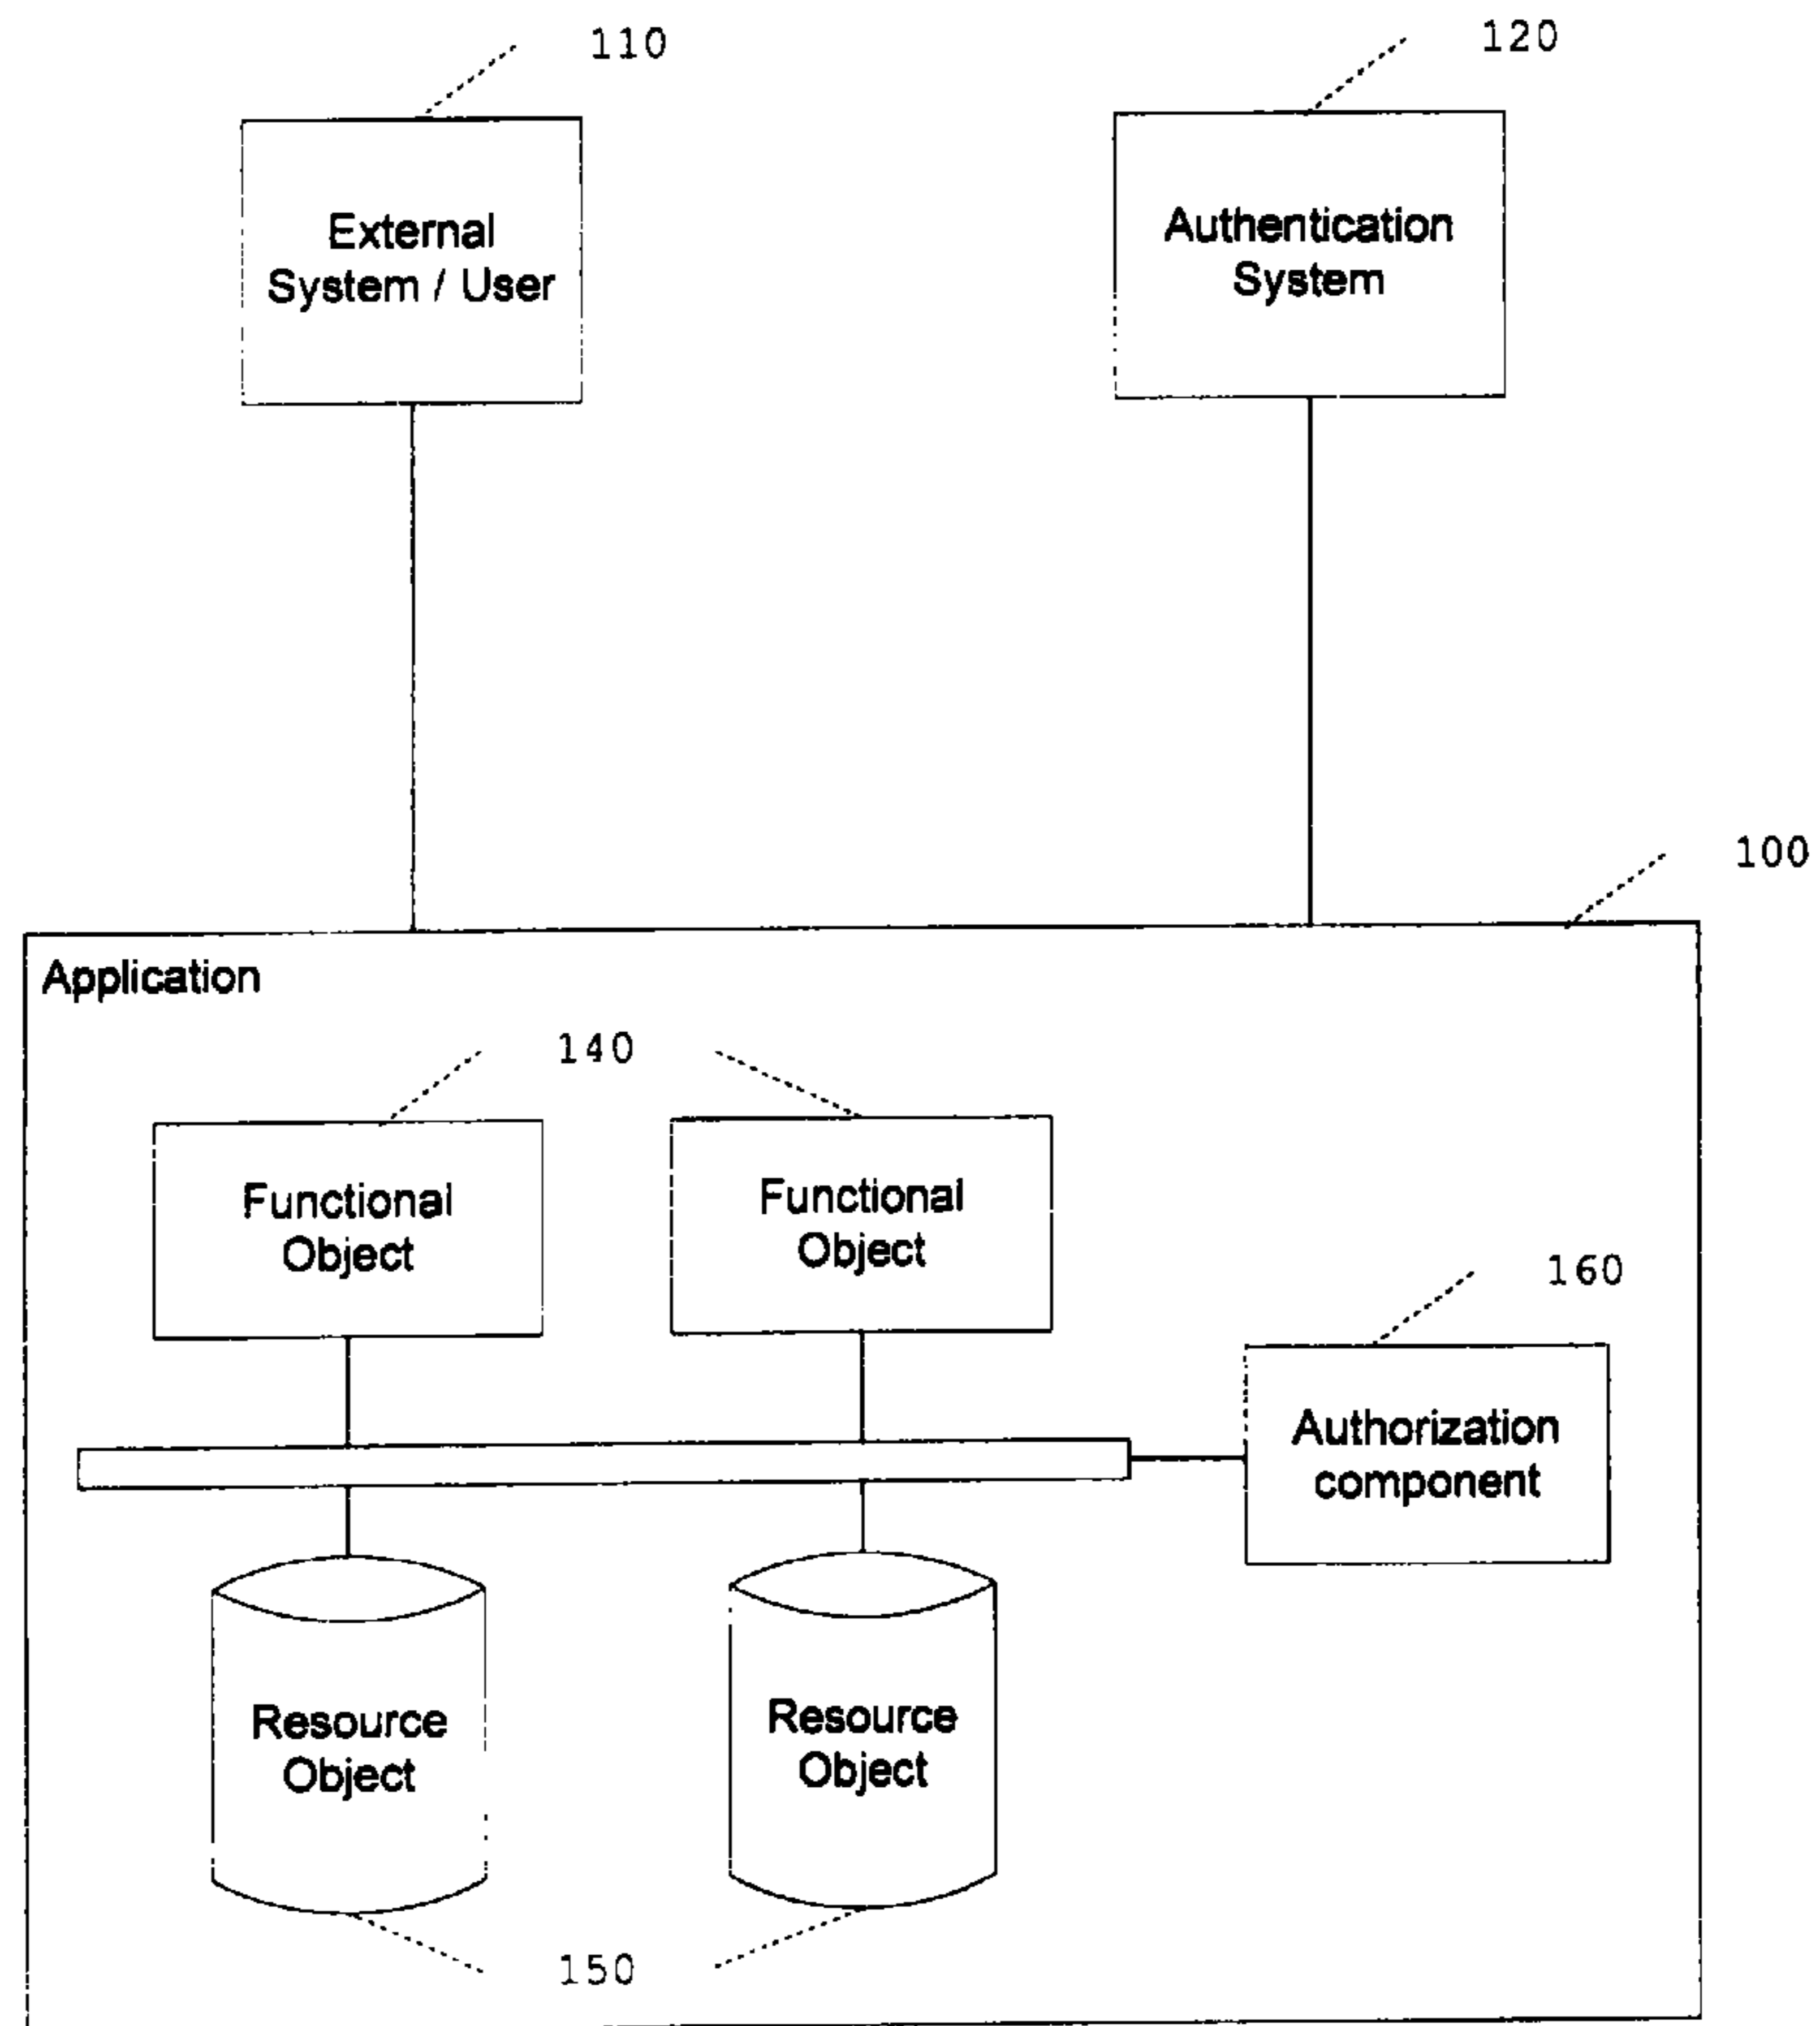 110
120
External
System / User
Authentication
System
100
Application
140
Functional
Object
Functional
Object
160
Authorization
component
Resource
Object
Resource
Object
150